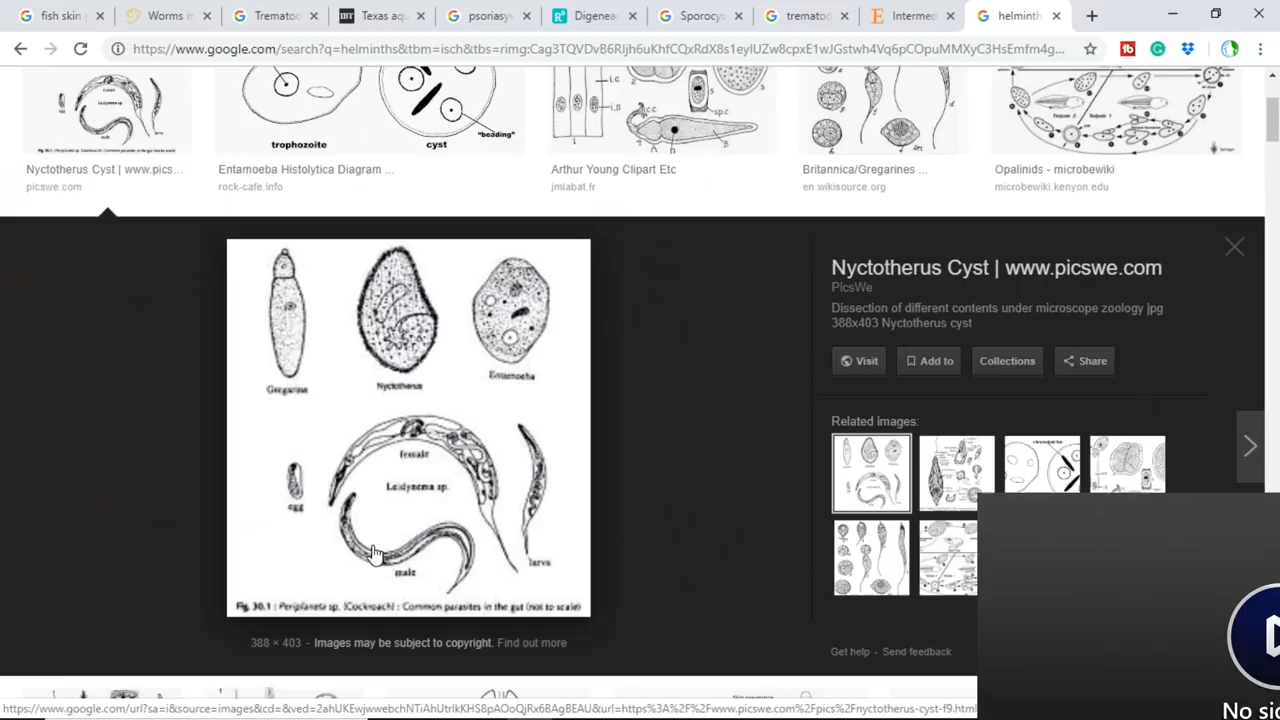 fish skin p
Worms in
Trematod
IBT
Texas aqu
psoriasys
R
Digenean
Sporocys
trematod
E
Intermed
helminth
https://www.google.com/search?q=helminths&tbm=isch&tbs=rimg:Cag3TQVDvB6RIjh6uKhfCQxRdX8s1eylUZw8cpxE1wJGstwh4Vq6pCOpuMMXyC3HsEmfm4g...
trophozoite
cyst
"beading"
Nyctotherus Cyst | www.pics...
picswe.com
Entamoeba Histolytica Diagram ...
rock-cafe.info
Arthur Young Clipart Etc
jmlabat.fr
Britannica/Gregarines ...
en.wikisource.org
Opalinids - microbewiki
microbewiki.kenyon.edu
Gregarine
Nyctotherus
Entamoeba
female
Leidynema sp.
egg
male
larva
Fig. 30.1 : Periplaneta sp. [Cockroach] : Common parasites in the gut (not to scale)
388 × 403 - Images may be subject to copyright. Find out more
Nyctotherus Cyst | www.picswe.com
PicsWe
Dissection of different contents under microscope zoology jpg
388x403 Nyctotherus cyst
Visit
Add to
Collections
Share
Related images:
Get help - Send feedback
No sig